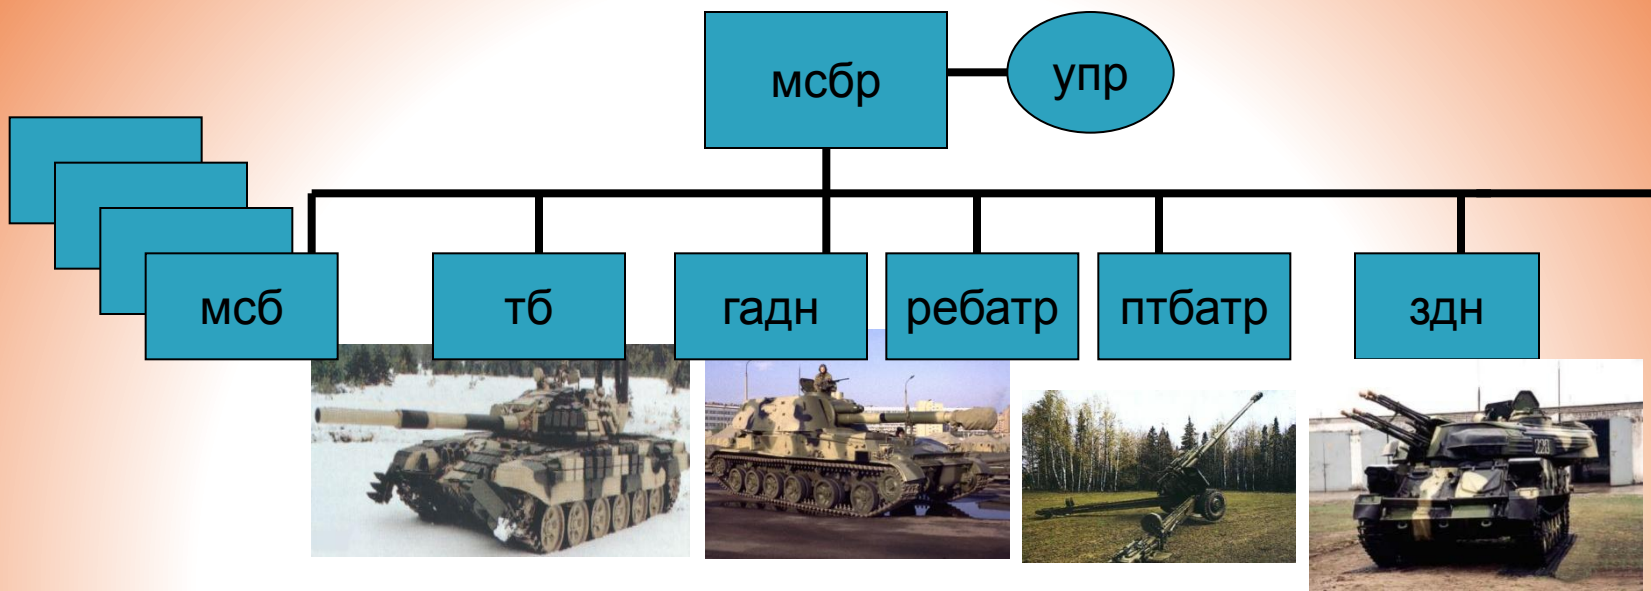 мсбр
упр
мсб
тб
гадн
ребатр
птбатр
здн